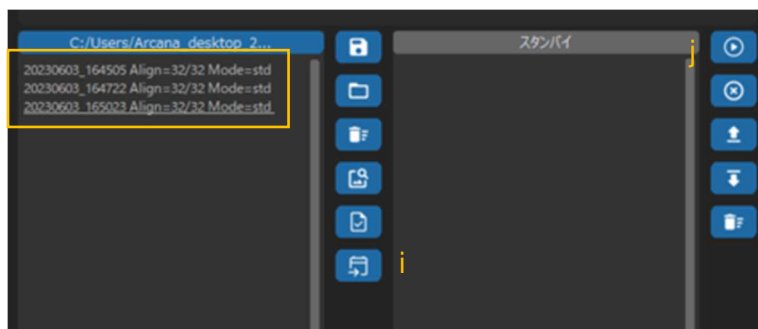 C:/Users/Arcana_desktop_2...
スタンバイ
j
20230603_164505 Align=32/32 Mode=std
20230603_164722 Align=32/32 Mode=std
20230603_165023 Align=32/32 Mode=std
i